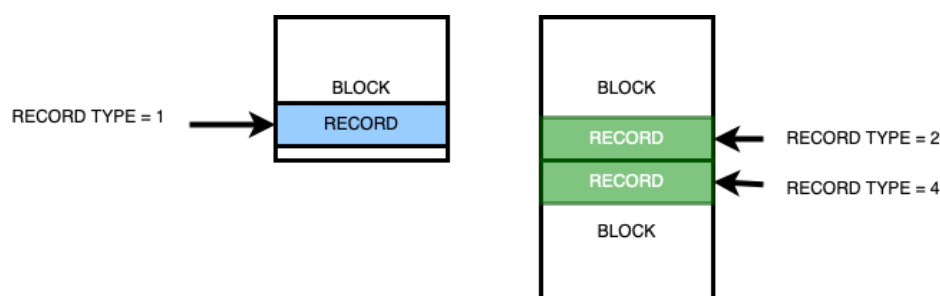 BLOCK
RECORD TYPE = 1
RECORD
BLOCK
RECORD
RECORD TYPE = 2
RECORD
RECORD TYPE = 4
BLOCK